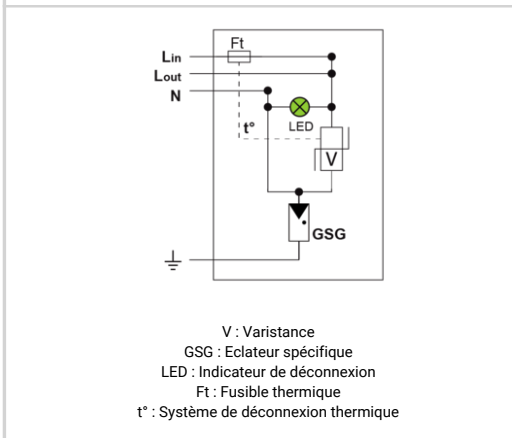 Ft
Lin
Lout
N
LED
t°
V
GSG
V : Varistance
GSG : Eclateur spécifique
LED : Indicateur de déconnexion
Ft : Fusible thermique
t° : Système de déconnexion thermique